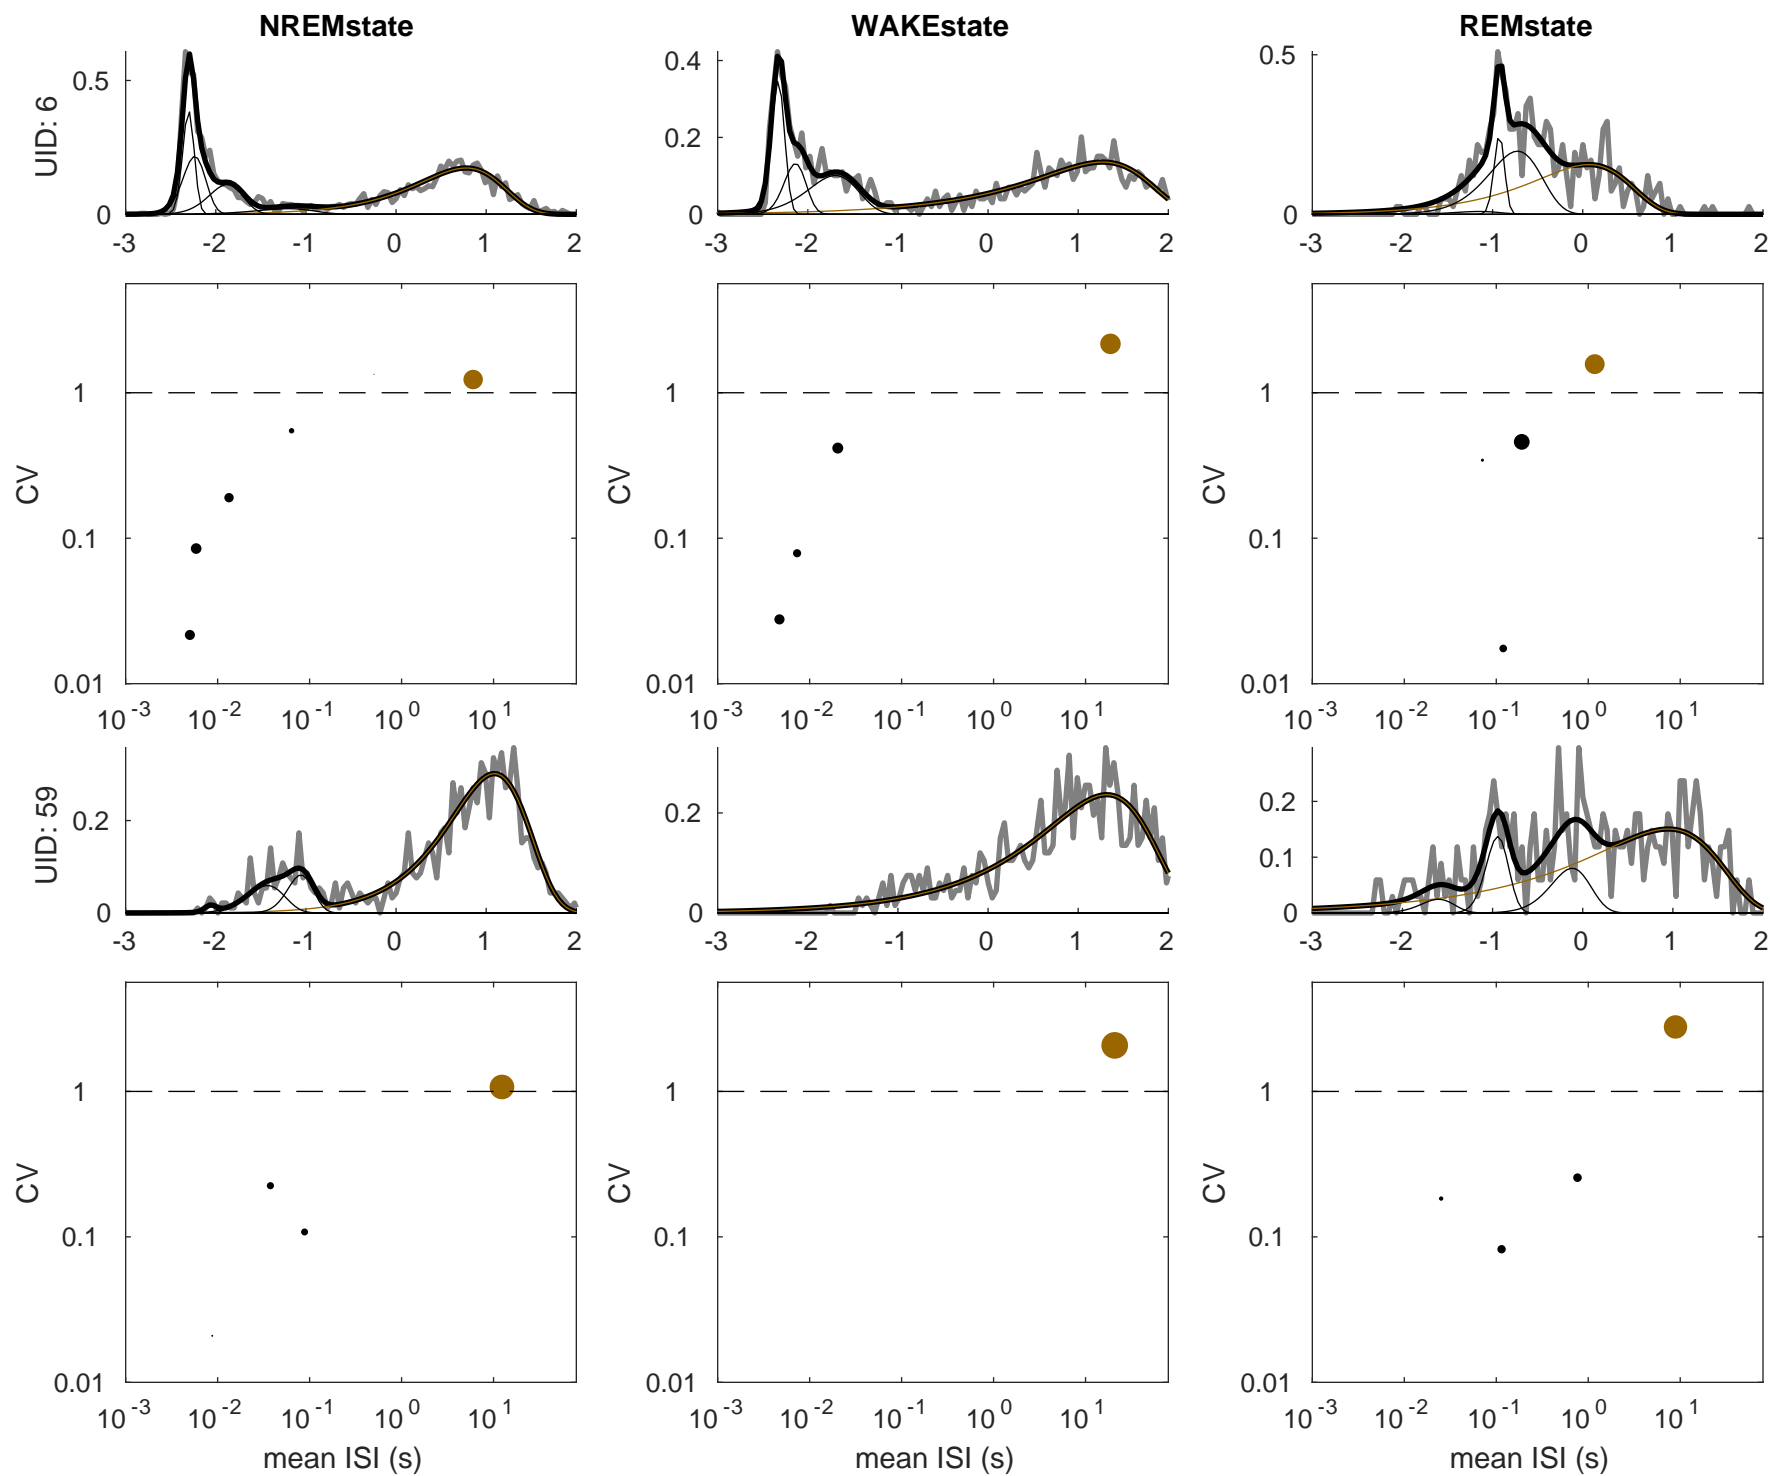 NREMstate WAKEstate REMstate
UID: 6
0.5 0
-3 -2 -1 0 1 2
0.4 0.2 0
-3 -2 -1 0 1 2
0.5 0
-3 -2 -1 0 1 2
CV
1 0.1 0.01
10^-3 10^-2 10^-1 10^0 10^1
CV
1 0.1 0.01
10^-3 10^-2 10^-1 10^0 10^1
CV
1 0.1 0.01
10^-3 10^-2 10^-1 10^0 10^1
UID: 59
0.2 0
-3 -2 -1 0 1 2
0.2 0
-3 -2 -1 0 1 2
0.2 0.1 0
-3 -2 -1 0 1 2
CV
1 0.1 0.01
10^-3 10^-2 10^-1 10^0 10^1
mean ISI (s)
CV
1 0.1 0.01
10^-3 10^-2 10^-1 10^0 10^1
mean ISI (s)
CV
1 0.1 0.01
10^-3 10^-2 10^-1 10^0 10^1
mean ISI (s)